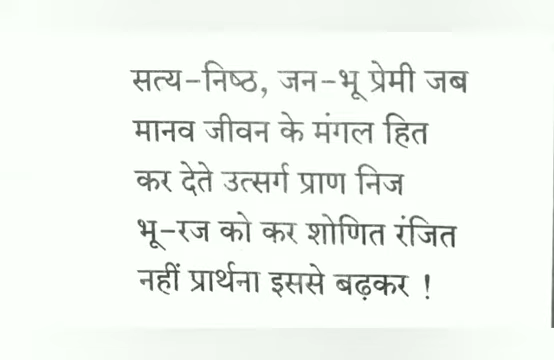 सत्य-निष्ठ, जन-भू प्रेमी जब
मानव जीवन के मंगल हित
कर देते उत्सर्ग प्राण निज
भू-रज को कर शोणित रंजित
नहीं प्रार्थना इससे बढ़कर !